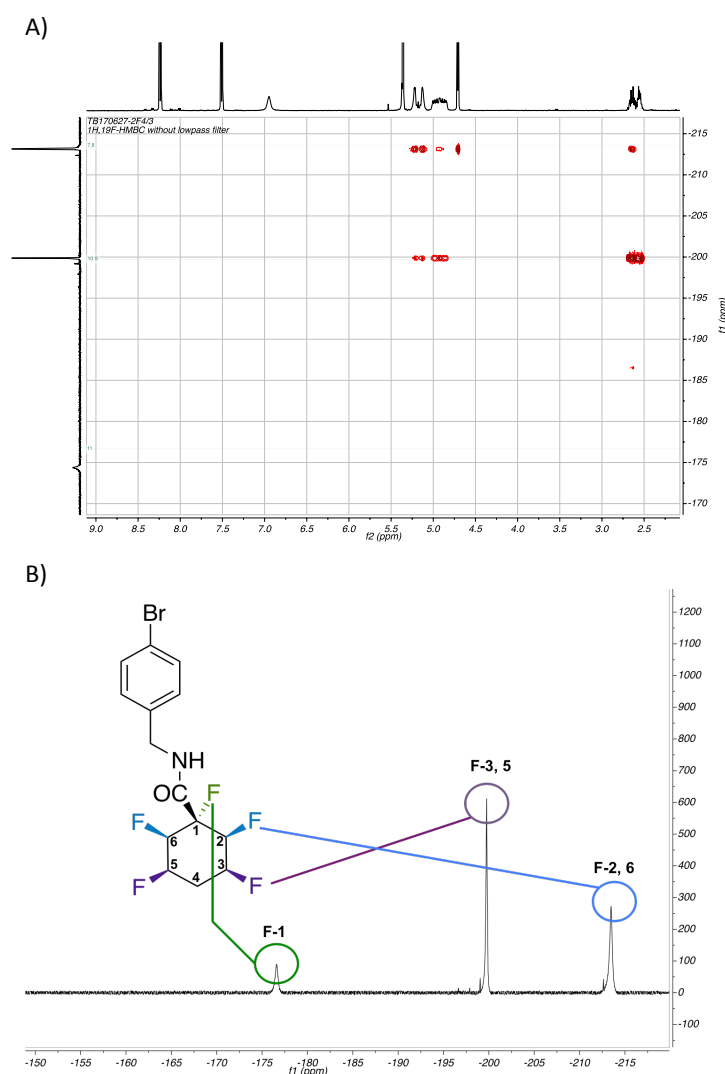 A)
TB170627-2F4/3
1H,19F-HMBC without lowpass filter
7.8
10.9
11
-215
-210
-205
-200
-195
-190
-185
-180
-175
-170
f1 (ppm)
9.0 8.5 8.0 7.5 7.0 6.5 6.0 5.5 5.0 4.5 4.0 3.5 3.0 2.5
f2 (ppm)
B)
Br
NH
OC F
F 1 F
6 2
5 3
F 4 F
F-1
F-3, 5
F-2, 6
1200
1100
1000
900
800
700
600
500
400
300
200
100
0
-100
-150 -155 -160 -165 -170 -175 -180 -185 -190 -195 -200 -205 -210 -215
f1 (ppm)